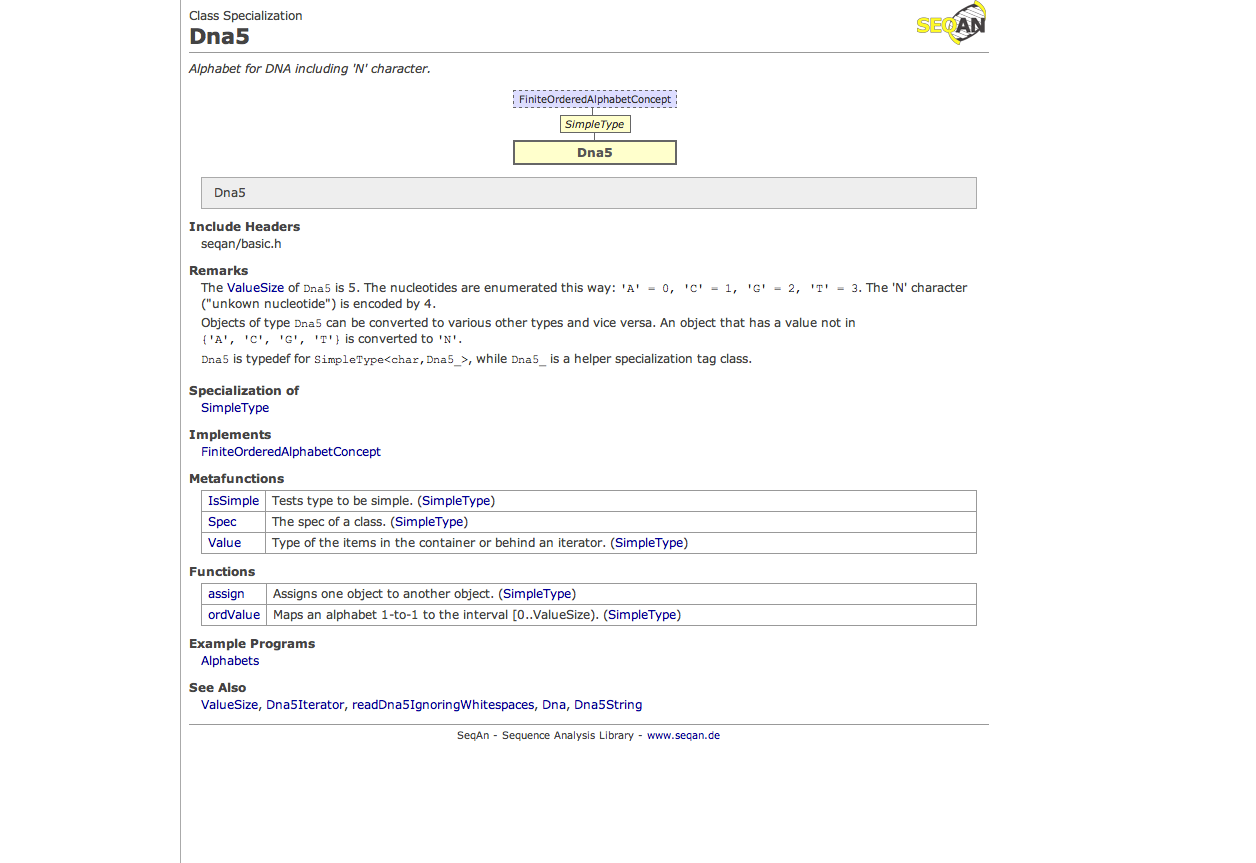 Class Specialization
SEQAN
Dna5
Alphabet for DNA including 'N' character.
FiniteOrderedAlphabetConcept
SimpleType
Dna5
Dna5
Include Headers
seqan/basic.h
Remarks
The ValueSize of Dna5 is 5. The nucleotides are enumerated this way: 'A' = 0, 'C' = 1, 'G' = 2, 'T' = 3. The 'N' character
("unkown nucleotide") is encoded by 4.
Objects of type Dna5 can be converted to various other types and vice versa. An object that has a value not in
{'A', 'C', 'G', 'T'} is converted to 'N'.
Dna5 is typedef for SimpleType<char,Dna5_>, while Dna5_ is a helper specialization tag class.
Specialization of
SimpleType
Implements
FiniteOrderedAlphabetConcept
Metafunctions
IsSimple Tests type to be simple. (SimpleType)
Spec The spec of a class. (SimpleType)
Value Type of the items in the container or behind an iterator. (SimpleType)
Functions
assign Assigns one object to another object. (SimpleType)
ordValue Maps an alphabet 1-to-1 to the interval [0..ValueSize). (SimpleType)
Example Programs
Alphabets
See Also
ValueSize, Dna5Iterator, readDna5IgnoringWhitespaces, Dna, Dna5String
SeqAn - Sequence Analysis Library - www.seqan.de